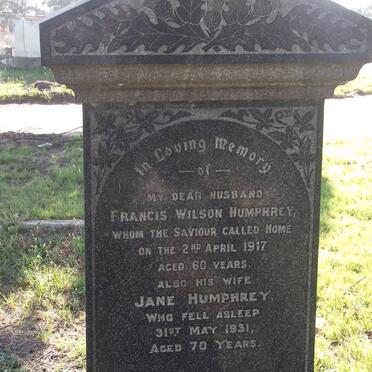 In Loving Memory
of
MY DEAR HUSBAND
FRANCIS WILSON HUMPHREY,
WHOM THE SAVIOUR CALLED HOME
ON THE 2ND APRIL 1917
AGED 60 YEARS.
ALSO HIS WIFE
JANE HUMPHREY,
WHO FELL ASLEEP
31ST MAY 1931,
AGED 70 YEARS.